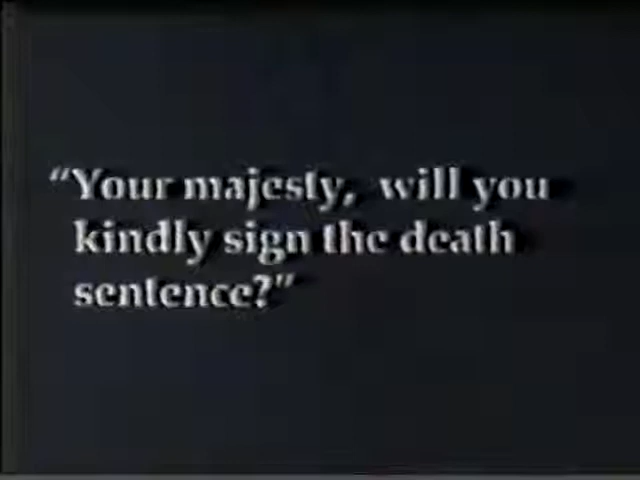 “Your majesty, will you
kindly sign the death
sentence?”